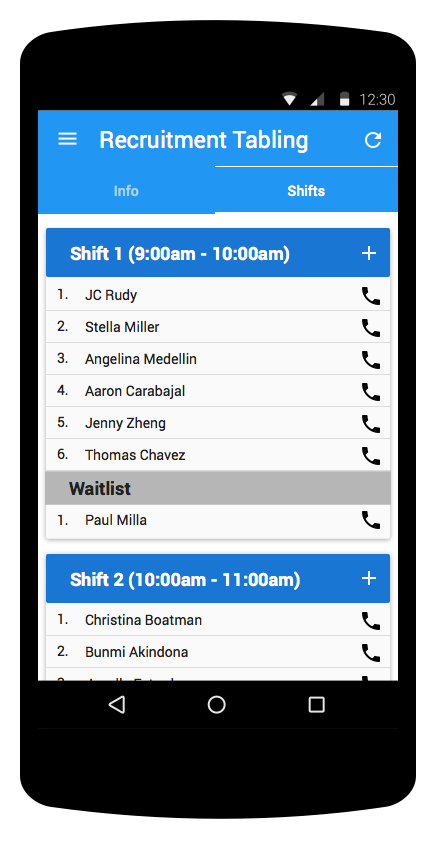 12:30
Recruitment Tabling
Info
Shifts
Shift 1 (9:00am - 10:00am)
1. JC Rudy
2. Stella Miller
3. Angelina Medellin
4. Aaron Carabajal
5. Jenny Zheng
6. Thomas Chavez
Waitlist
1. Paul Milla
Shift 2 (10:00am - 11:00am)
1. Christina Boatman
2. Bunmi Akindona